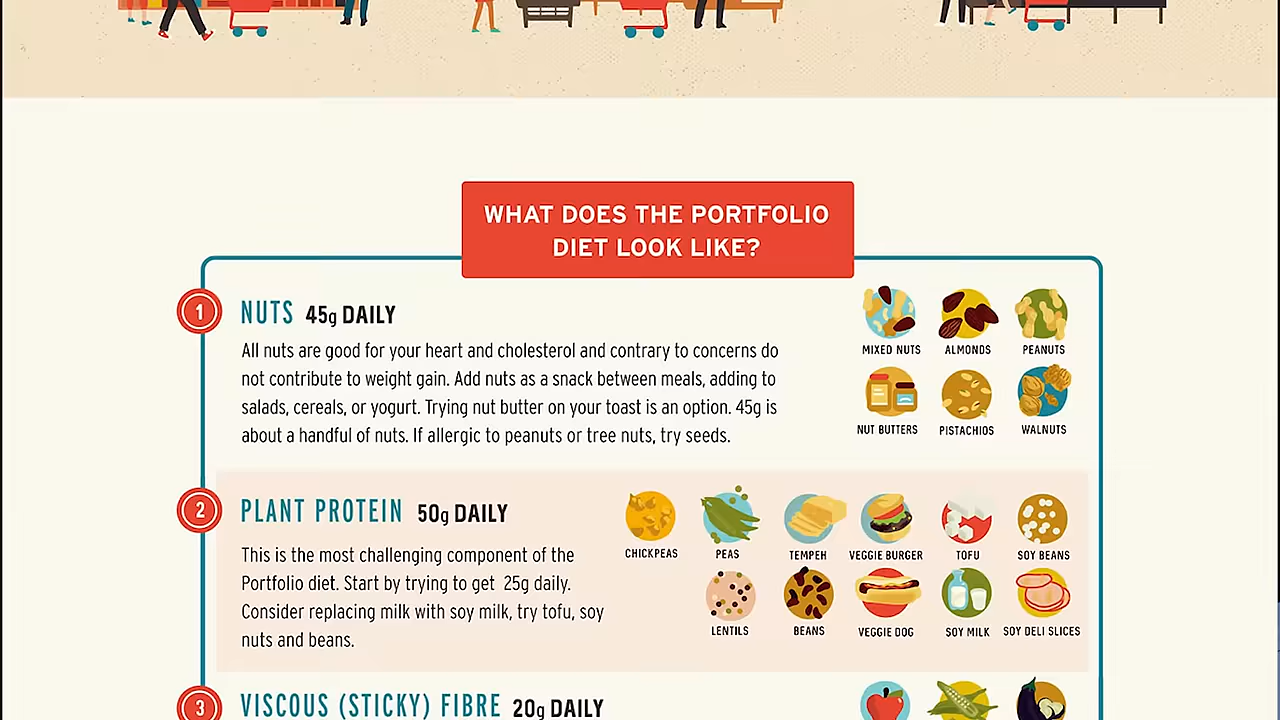 WHAT DOES THE PORTFOLIO
DIET LOOK LIKE?
1
NUTS 45g DAILY
All nuts are good for your heart and cholesterol and contrary to concerns do
not contribute to weight gain. Add nuts as a snack between meals, adding to
salads, cereals, or yogurt. Trying nut butter on your toast is an option. 45g is
about a handful of nuts. If allergic to peanuts or tree nuts, try seeds.
MIXED NUTS
ALMONDS
PEANUTS
NUT BUTTERS
PISTACHIOS
WALNUTS
2
PLANT PROTEIN 50g DAILY
This is the most challenging component of the
Portfolio diet. Start by trying to get 25g daily.
Consider replacing milk with soy milk, try tofu, soy
nuts and beans.
CHICKPEAS
PEAS
TEMPEH
VEGGIE BURGER
TOFU
SOY BEANS
LENTILS
BEANS
VEGGIE DOG
SOY MILK
SOY DELI SLICES
3
VISCOUS (STICKY) FIBRE 20g DAILY